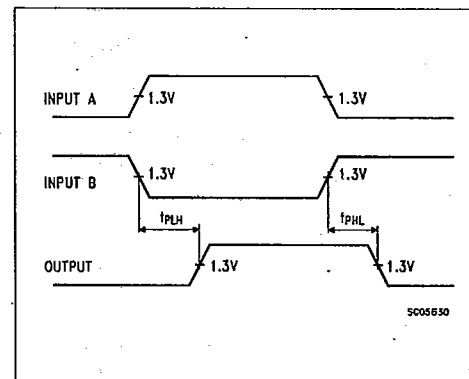 INPUT A
1.3V
1.3V
INPUT B
1.3V
1.3V
tPLH
tPHL
OUTPUT
1.3V
1.3V
SC05630